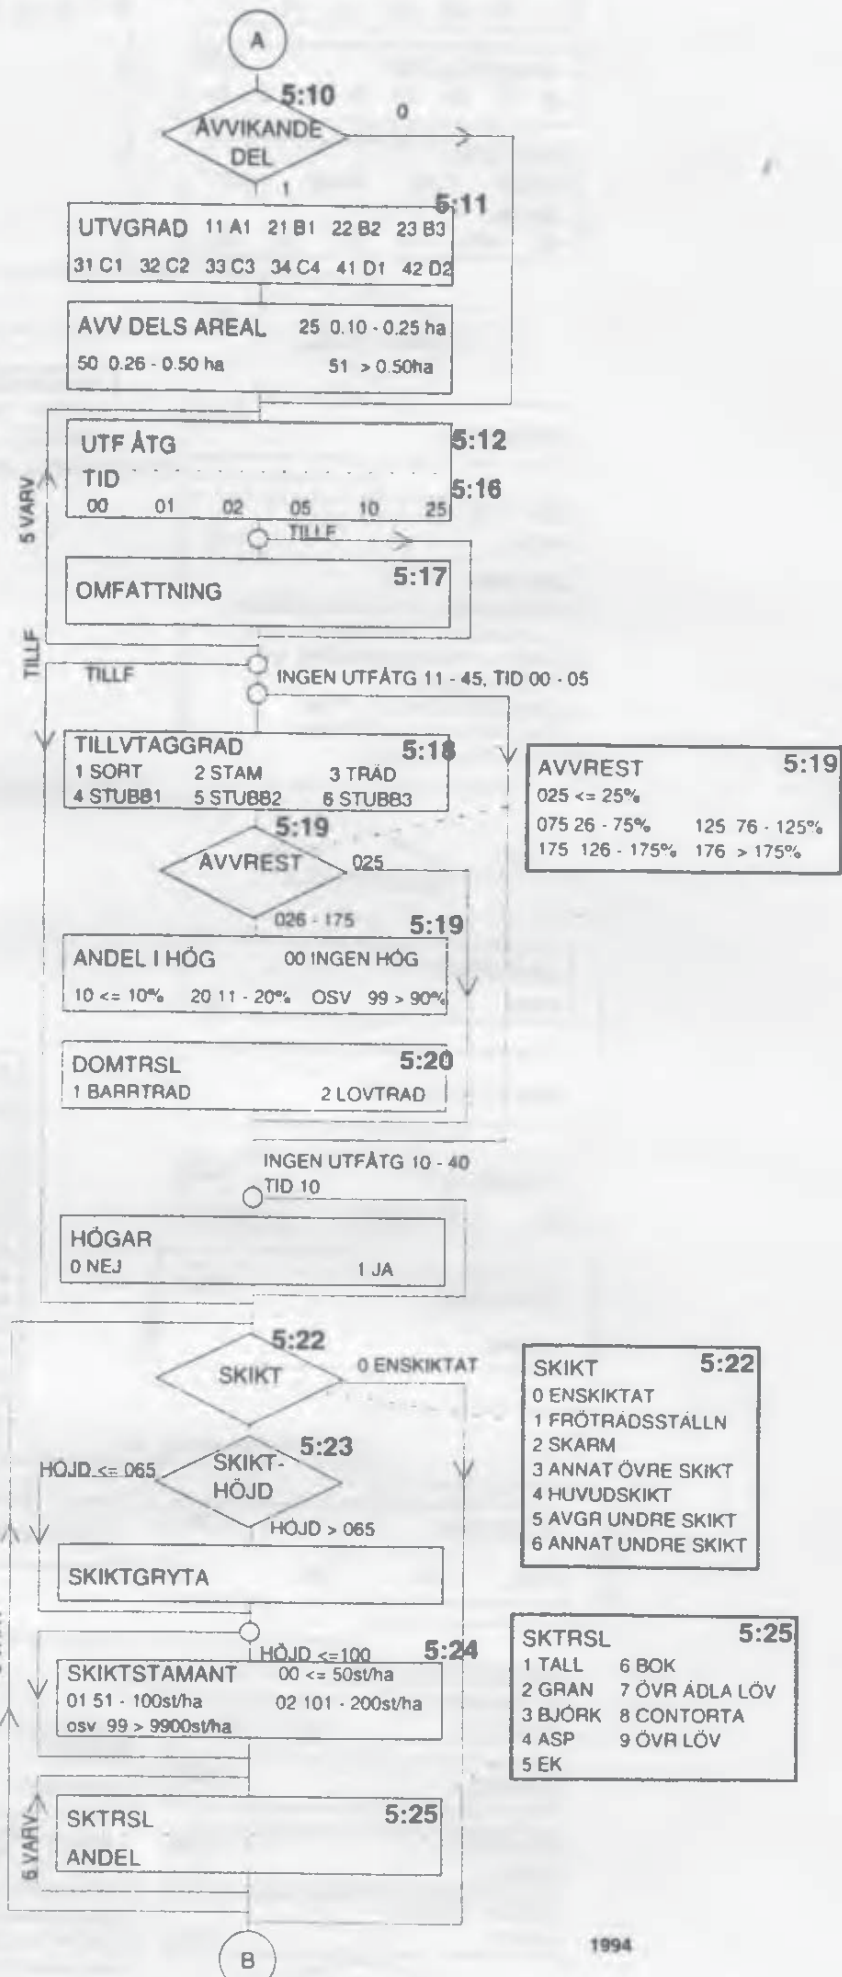 A
5:10
AVVIKANDE
DEL
0
1
5:11
UTVGRAD 11 A1 21 B1 22 B2 23 B3
31 C1 32 C2 33 C3 34 C4 41 D1 42 D2
AVV DELS AREAL 25 0.10 - 0.25 ha
50 0.26 - 0.50 ha 51 > 0.50ha
UTF ÅTG 5:12
TID 5:16
00 01 02 05 10 25
TILLF
5 VARV
OMFATTNING 5:17
TILLF
TILLF
INGEN UTFÅTG 11 - 45, TID 00 - 05
TILLVTAGGRAD 5:18
1 SORT 2 STAM 3 TRÄD
4 STUBB1 5 STUBB2 6 STUBB3
AVVREST 5:19
025 <= 25%
075 26 - 75% 125 76 - 125%
175 126 - 175% 176 > 175%
5:19
AVVREST
025
026 - 175
5:19
ANDEL I HÖG 00 INGEN HÖG
10 <= 10% 20 11 - 20% OSV 99 > 90%
DOMTRSL 5:20
1 BARRTRAD 2 LOVTRAD
INGEN UTFÅTG 10 - 40
TID 10
HÖGAR
0 NEJ 1 JA
5:22
SKIKT
0 ENSKIKTAT
SKIKT 5:22
0 ENSKIKTAT
1 FRÖTRÄDSSTÄLLN
2 SKARM
3 ANNAT ÖVRE SKIKT
4 HUVUDSKIKT
5 AVGR UNDRE SKIKT
6 ANNAT UNDRE SKIKT
5:23
SKIKT-
HÖJD
HÖJD <= 065
HÖJD > 065
SKIKTGRYTA
HÖJD <=100
5:24
SKIKTSTAMANT 00 <= 50st/ha
01 51 - 100st/ha 02 101 - 200st/ha
osv 99 > 9900st/ha
SKTRSL 5:25
1 TALL 6 BOK
2 GRAN 7 ÖVR ÄDLA LÖV
3 BJÖRK 8 CONTORTA
4 ASP 9 ÖVR LÖV
5 EK
SKTRSL 5:25
ANDEL
6 VARV
B
1994